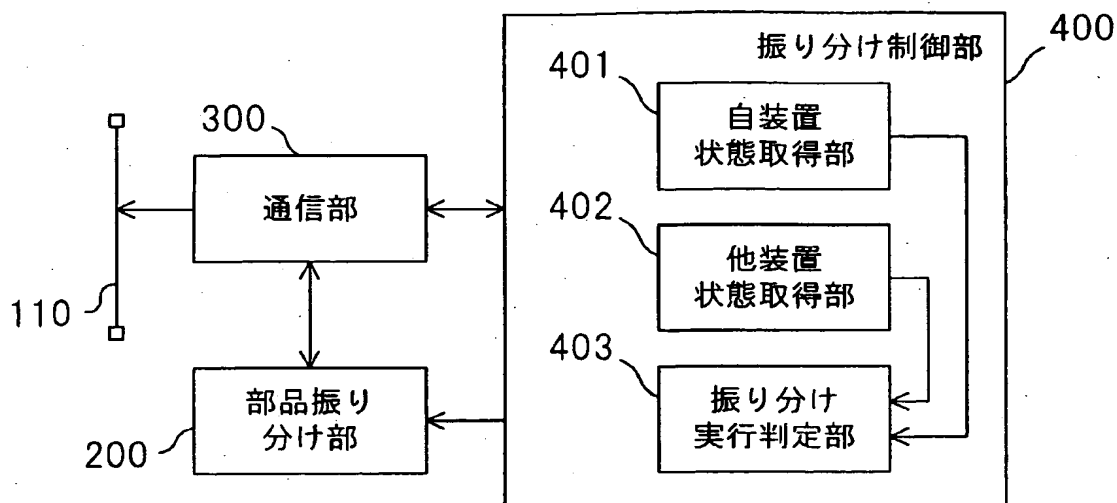 振り分け制御部
400
401
自装置
状態取得部
300
通信部
402
他装置
状態取得部
110
403
部品振り
分け部
200
振り分け
実行判定部